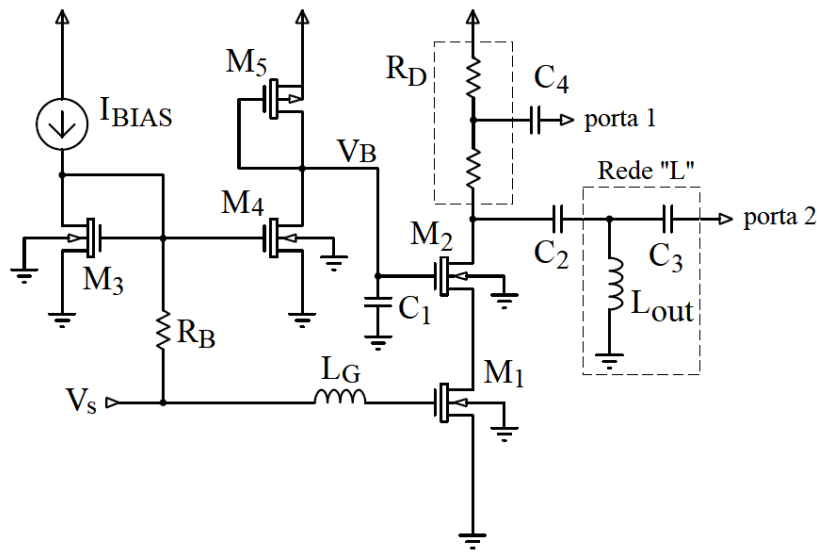 M5
RD
C4
IBIAS
porta 1
VB
Rede "L"
M4
M2
porta 2
M3
C2
C3
C1
Lout
RB
LG
M1
Vs